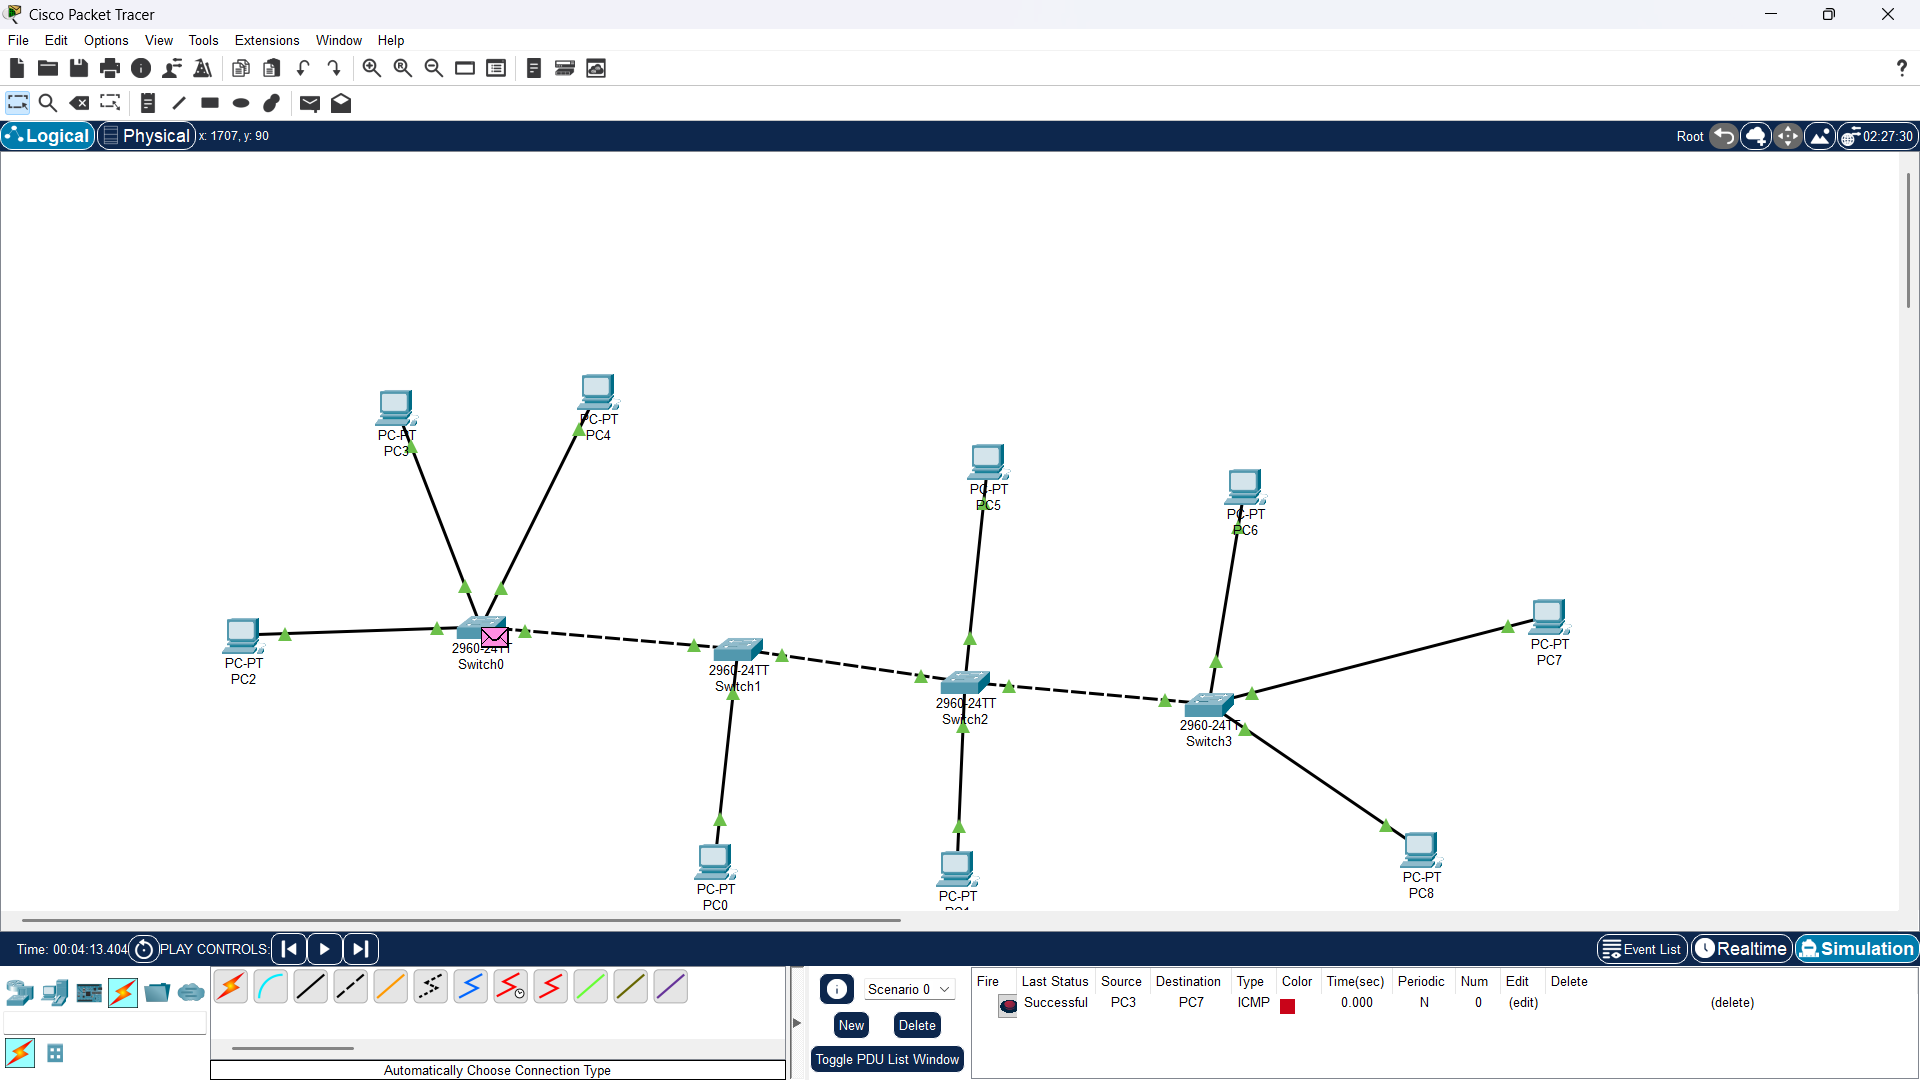 Cisco Packet Tracer
File Edit Options View Tools Extensions Window Help
Logical Physical x: 1707, y: 90 Root 02:27:30
PC-PT
PC3
PC-PT
PC4
PC-PT
PC5
PC-PT
PC6
PC-PT
PC7
PC-PT
PC2
2960-24TT
Switch0
2960-24TT
Switch1
2960-24TT
Switch2
2960-24TT
Switch3
PC-PT
PC0
PC-PT
PC1
PC-PT
PC8
Time: 00:04:13.404 PLAY CONTROLS: Event List Realtime Simulation
Scenario 0
New Delete
Toggle PDU List Window
Fire Last Status Source Destination Type Color Time(sec) Periodic Num Edit Delete
Successful PC3 PC7 ICMP 0.000 N 0 (edit) (delete)
Automatically Choose Connection Type